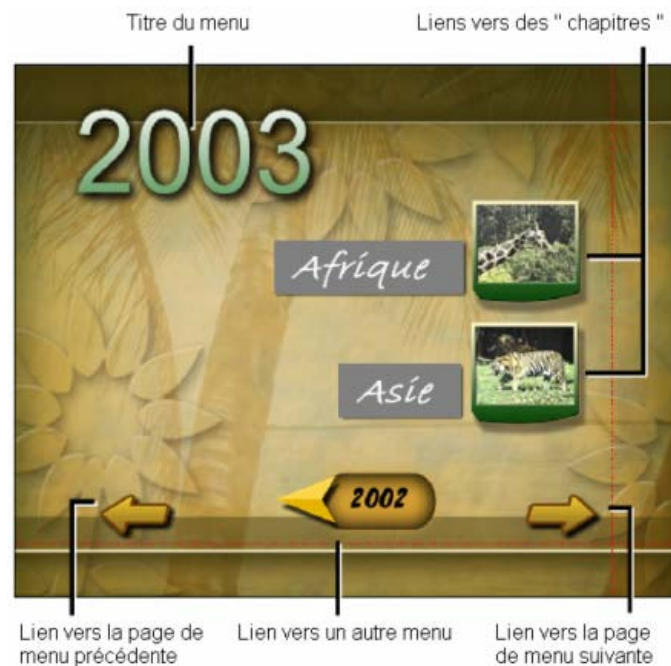 Titre du menu
Liens vers des " chapitres "
2003
Afrique
Asie
2002
Lien vers la page de
menu précédente
Lien vers un autre menu
Lien vers la page
de menu suivante